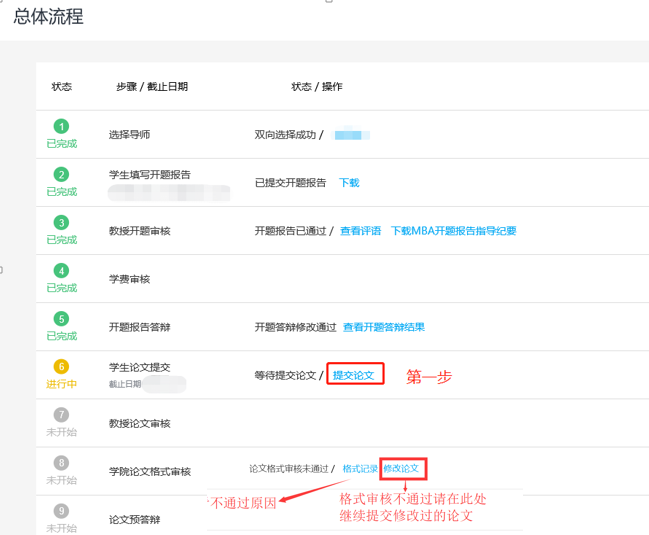 总体流程
状态 步骤 / 截止日期 状态 / 操作
1
已完成 选择导师 双向选择成功 /
2
已完成 学生填写开题报告 已提交开题报告 下载
3
已完成 教授开题审核 开题报告已通过 / 查看评语 下载MBA开题报告指导纪要
4
已完成 学费审核
5
已完成 开题报告答辩 开题答辩修改通过 查看开题答辩结果
6
进行中 学生论文提交 等待提交论文 / 提交论文 第一步
截止日期
7
未开始 教授论文审核
8
未开始 学院论文格式审核 论文格式审核未通过 / 格式记录 修改论文
不通过原因
格式审核不通过请在此处
继续提交修改过的论文
9
未开始 论文预答辩